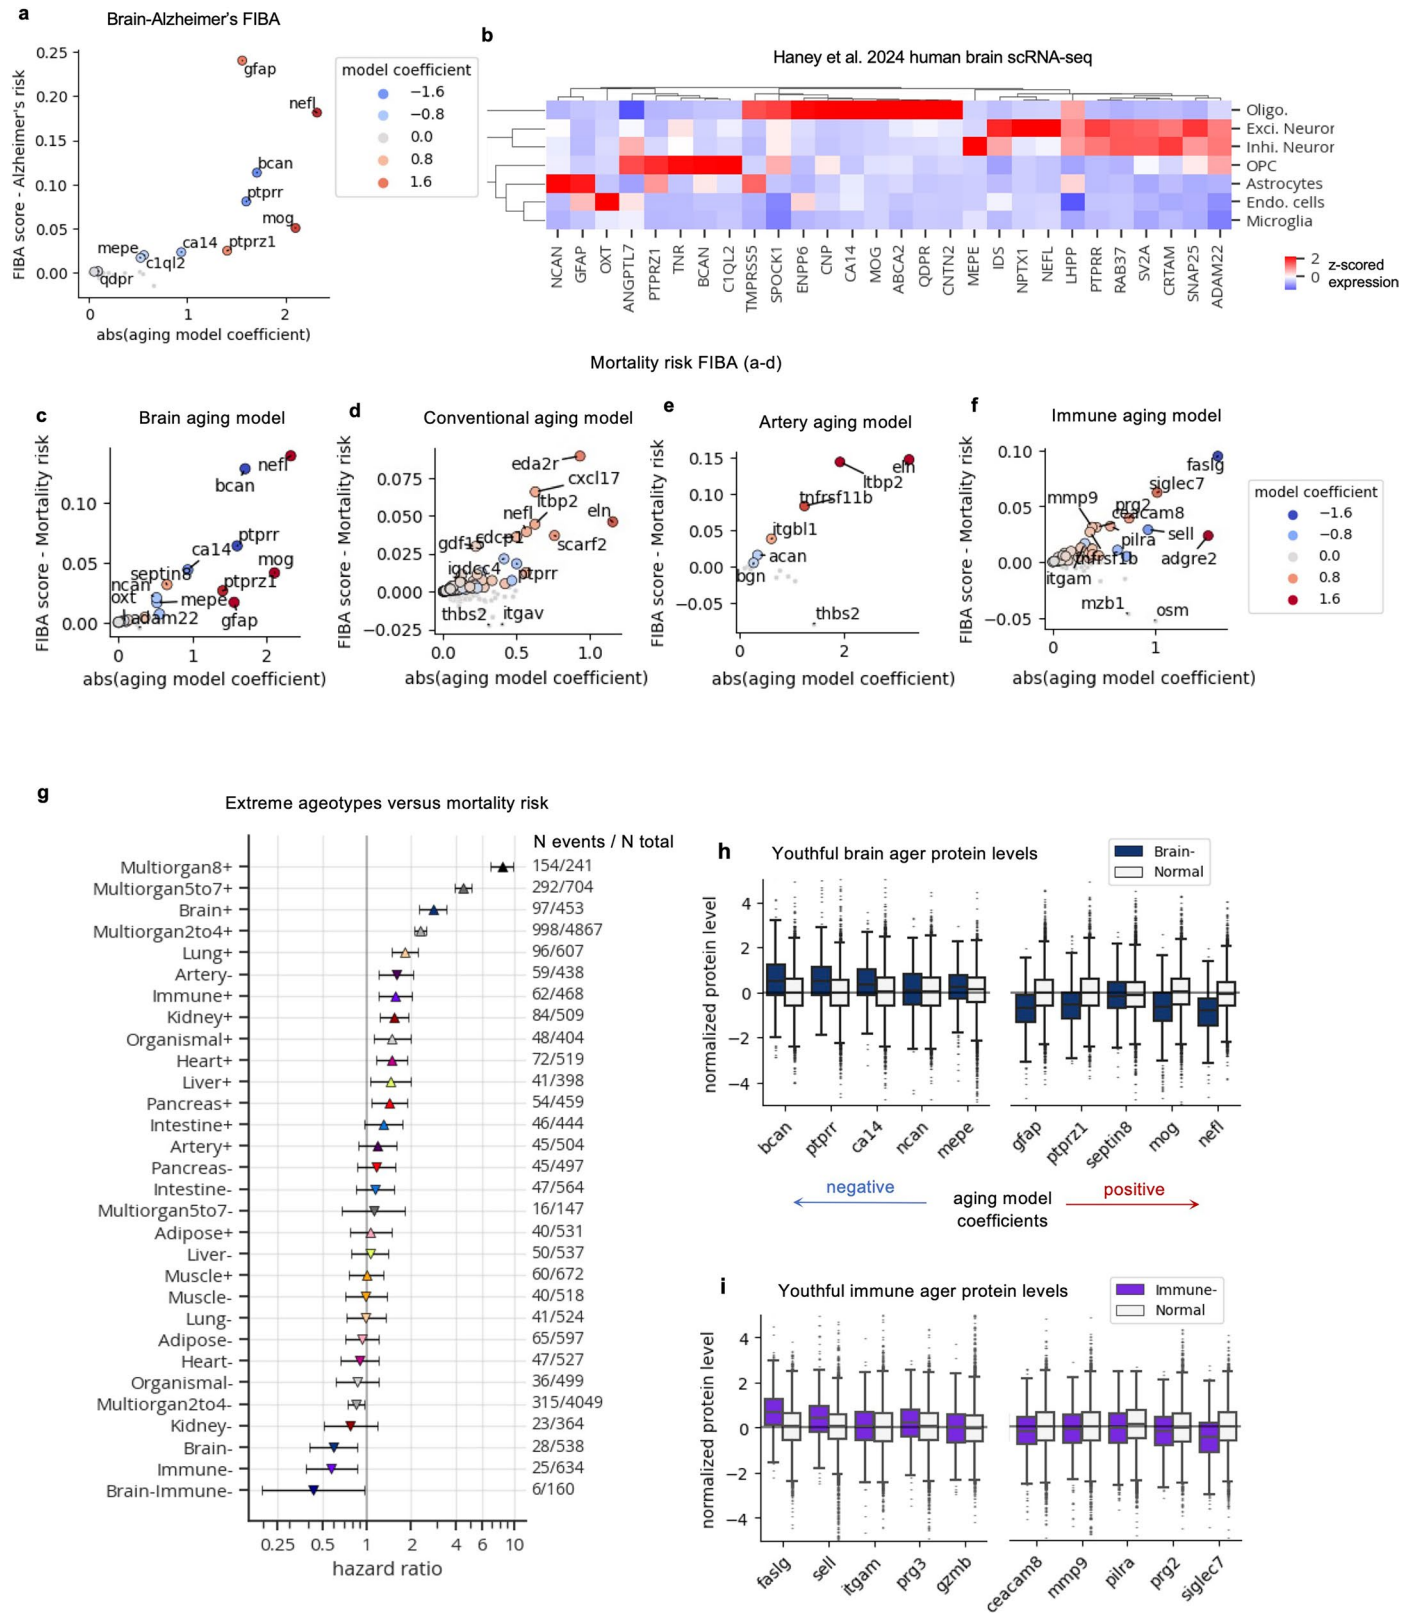 a
Brain-Alzheimer's FIBA
FIBA score - Alzheimer's risk
0.25
0.20
0.15
0.10
0.05
0.00
gfap
nefl
bcan
ptprr
mog
mepe
ca14
ptprz1
c1ql2
qdpr
0 1 2
abs(aging model coefficient)
model coefficient
−1.6
−0.8
0.0
0.8
1.6
b
Haney et al. 2024 human brain scRNA-seq
Oligo.
Exci. Neuror
Inhi. Neuror
OPC
Astrocytes
Endo. cells
Microglia
NCAN
GFAP
OXT
ANGPTL7
PTPRZ1
TNR
BCAN
C1QL2
TMPRSS5
SPOCK1
ENPP6
CNP
CA14
MOG
ABCA2
QDPR
CNTN2
MEPE
IDS
NPTX1
NEFL
LHPP
PTPRR
RAB37
SV2A
CRTAM
SNAP25
ADAM22
2
0
z-scored
expression
Mortality risk FIBA (a-d)
c
Brain aging model
FIBA score - Mortality risk
0.10
0.05
0.00
nefl
bcan
ptprr
ca14
mog
septin8
ncan
ptprz1
oxt
mepe
adam22
gfap
0 1 2
abs(aging model coefficient)
d
Conventional aging model
FIBA score - Mortality risk
0.075
0.050
0.025
0.000
−0.025
eda2r
cxcl17
ltbp2
nefl
eln
cdcp1
gdf15
scarf2
igdcc4
ptprr
thbs2
itgav
0.0 0.5 1.0
abs(aging model coefficient)
e
Artery aging model
FIBA score - Mortality risk
0.15
0.10
0.05
0.00
−0.05
eln
ltbp2
tnfrsf11b
itgbl1
acan
bgn
thbs2
0 2
abs(aging model coefficient)
f
Immune aging model
FIBA score - Mortality risk
0.10
0.05
0.00
−0.05
faslg
siglec7
mmp9
prg2
ceacam8
sell
pilra
adgre2
tnfrsf1b
itgam
mzb1
osm
0 1
abs(aging model coefficient)
model coefficient
−1.6
−0.8
0.0
0.8
1.6
g
Extreme ageotypes versus mortality risk
N events / N total
Multiorgan8+ 154/241
Multiorgan5to7+ 292/704
Brain+ 97/453
Multiorgan2to4+ 998/4867
Lung+ 96/607
Artery- 59/438
Immune+ 62/468
Kidney+ 84/509
Organismal+ 48/404
Heart+ 72/519
Liver+ 41/398
Pancreas+ 54/459
Intestine+ 46/444
Artery+ 45/504
Pancreas- 45/497
Intestine- 47/564
Multiorgan5to7- 16/147
Adipose+ 40/531
Liver- 50/537
Muscle+ 60/672
Muscle- 40/518
Lung- 41/524
Adipose- 65/597
Heart- 47/527
Organismal- 36/499
Multiorgan2to4- 315/4049
Kidney- 23/364
Brain- 28/538
Immune- 25/634
Brain-Immune- 6/160
0.25 0.5 1 2 4 6 10
hazard ratio
h
Youthful brain ager protein levels
Brain-
Normal
normalized protein level
4
2
0
−2
−4
bcan
ptprr
ca14
ncan
mepe
gfap
ptprz1
septin8
mog
nefl
negative
aging model
coefficients
positive
i
Youthful immune ager protein levels
Immune-
Normal
normalized protein level
4
2
0
−2
−4
faslg
sell
itgam
prg3
gzmb
ceacam8
mmp9
pilra
prg2
siglec7